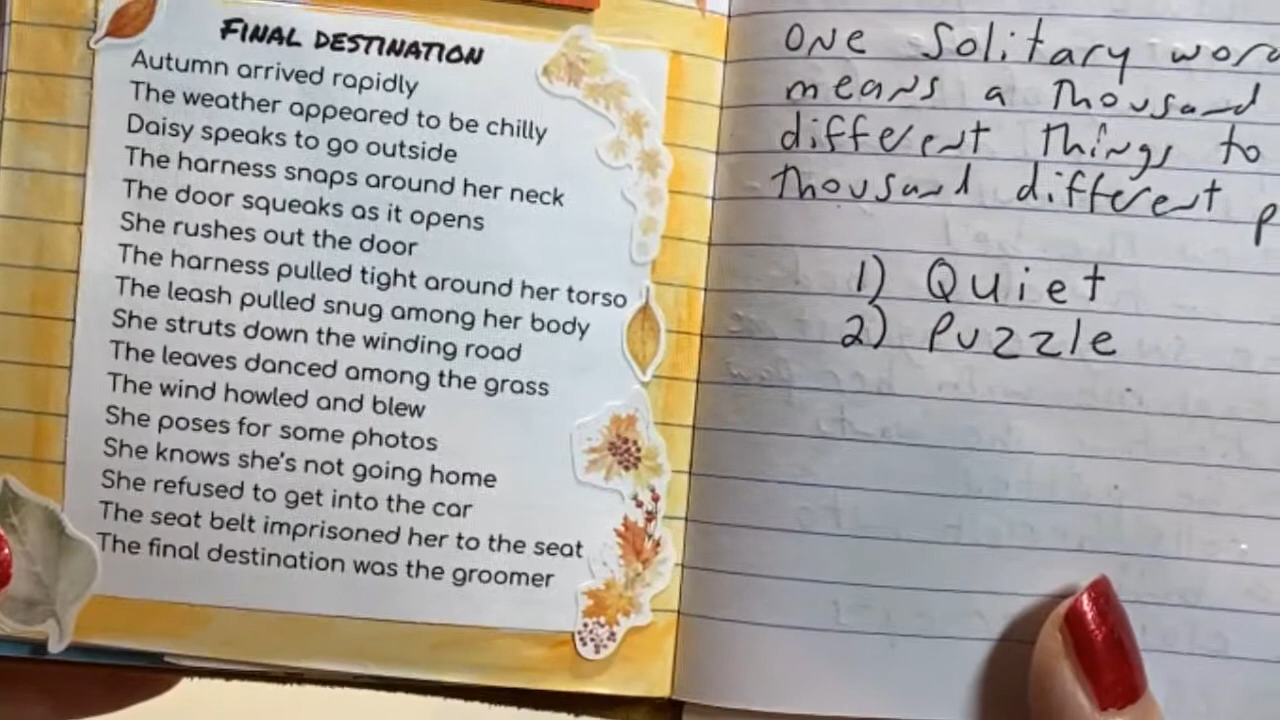 FINAL DESTINATION
Autumn arrived rapidly
The weather appeared to be chilly
Daisy speaks to go outside
The harness snaps around her neck
The door squeaks as it opens
She rushes out the door
The harness pulled tight around her torso
The leash pulled snug among her body
She struts down the winding road
The leaves danced among the grass
The wind howled and blew
She poses for some photos
She knows she's not going home
She refused to get into the car
The seat belt imprisoned her to the seat
The final destination was the groomer
ONE Solitary wor
means a Thousand
different Things to
Thousand different p
1) Quiet
2) Puzzle